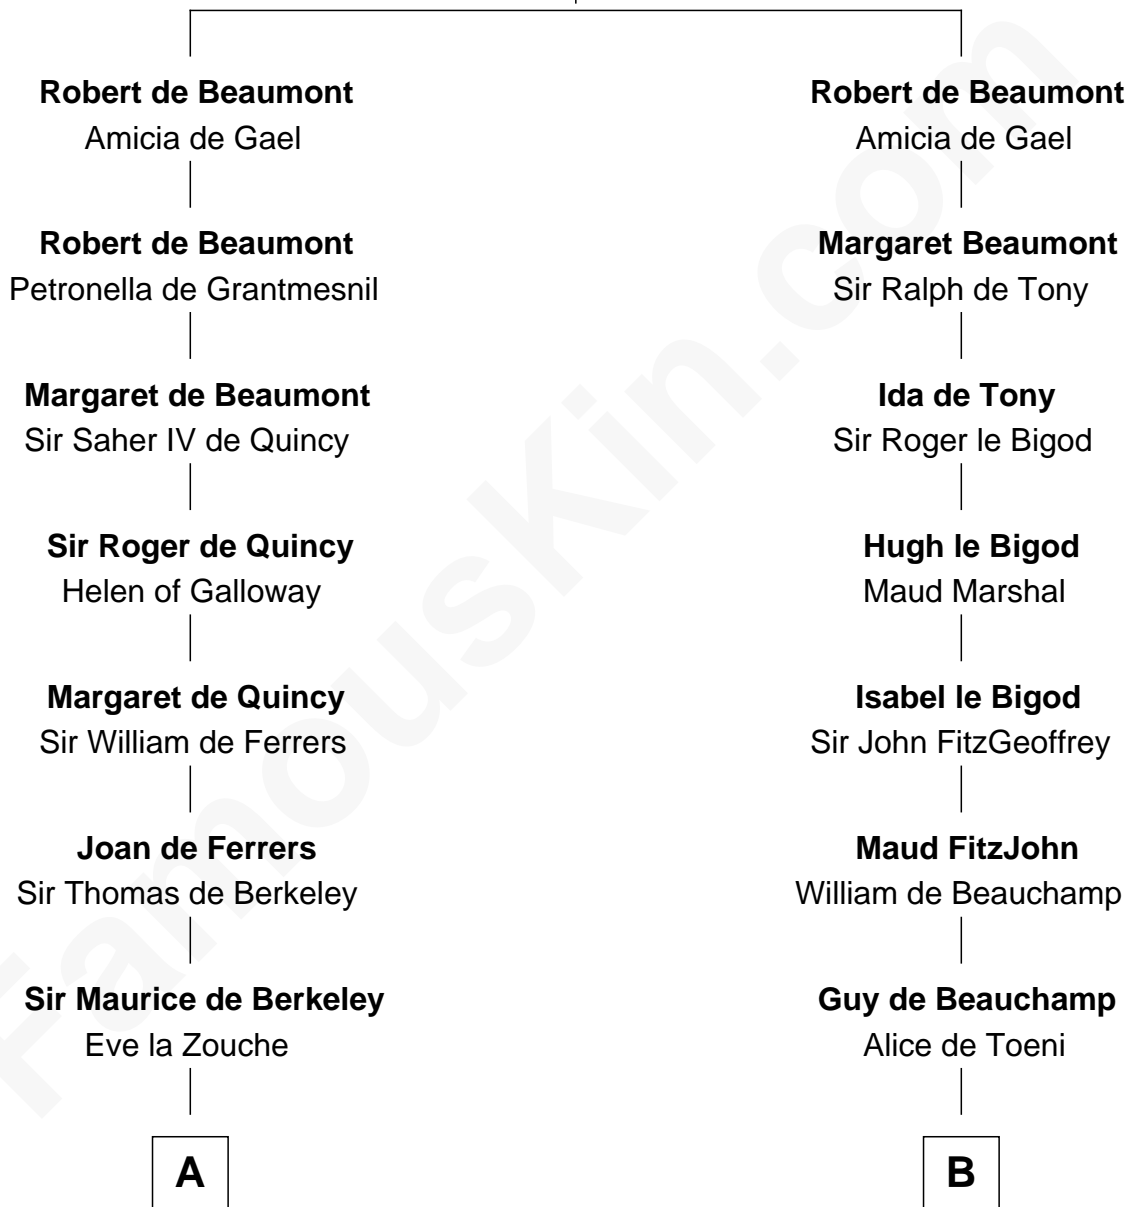 Robert de Beaumont
Amicia de Gael
Robert de Beaumont
Petronella de Grantmesnil
Margaret de Beaumont
Sir Saher IV de Quincy
Sir Roger de Quincy
Helen of Galloway
Margaret de Quincy
Sir William de Ferrers
Joan de Ferrers
Sir Thomas de Berkeley
Sir Maurice de Berkeley
Eve la Zouche
A
Robert de Beaumont
Amicia de Gael
Margaret Beaumont
Sir Ralph de Tony
Ida de Tony
Sir Roger le Bigod
Hugh le Bigod
Maud Marshal
Isabel le Bigod
Sir John FitzGeoffrey
Maud FitzJohn
William de Beauchamp
Guy de Beauchamp
Alice de Toeni
B
FamousKin.com